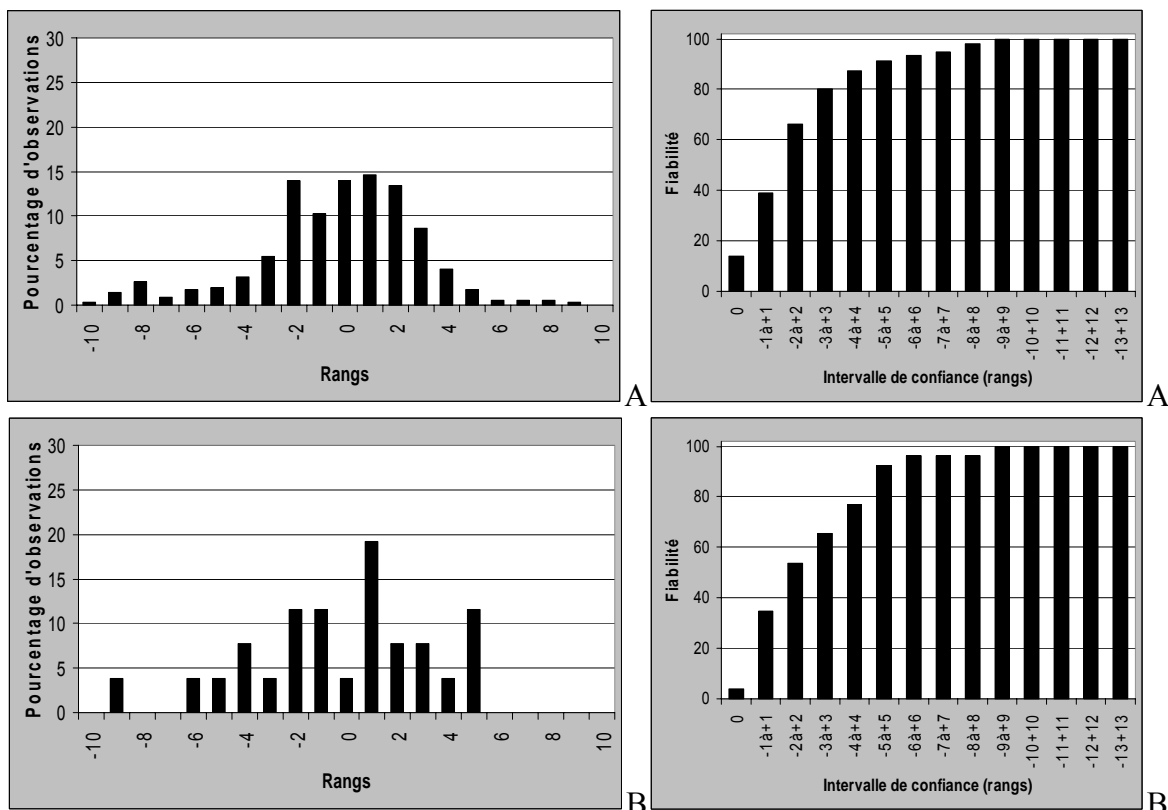 Pourcentage d'observations
30
25
20
15
10
5
0
-10
-8
-6
-4
-2
0
2
4
6
8
10
Rangs
A
Fiabilité
100
80
60
40
20
0
0
-1à+1
-2à+2
-3à+3
-4à+4
-5à+5
-6à+6
-7à+7
-8à+8
-9à+9
-10+10
-11+11
-12+12
-13+13
Intervalle de confiance (rangs)
A
Pourcentage d'observations
30
25
20
15
10
5
0
-10
-8
-6
-4
-2
0
2
4
6
8
10
Rangs
B
Fiabilité
100
80
60
40
20
0
0
-1à+1
-2à+2
-3à+3
-4à+4
-5à+5
-6à+6
-7à+7
-8à+8
-9à+9
-10+10
-11+11
-12+12
-13+13
Intervalle de confiance (rangs)
B